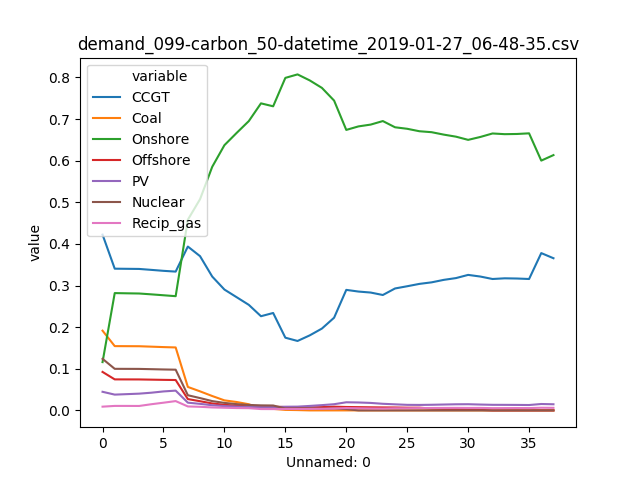 demand_099-carbon_50-datetime_2019-01-27_06-48-35.csv
variable
CCGT
Coal
Onshore
Offshore
PV
Nuclear
Recip_gas
0.8
0.7
0.6
0.5
0.4
0.3
0.2
0.1
0.0
value
0 5 10 15 20 25 30 35
Unnamed: 0